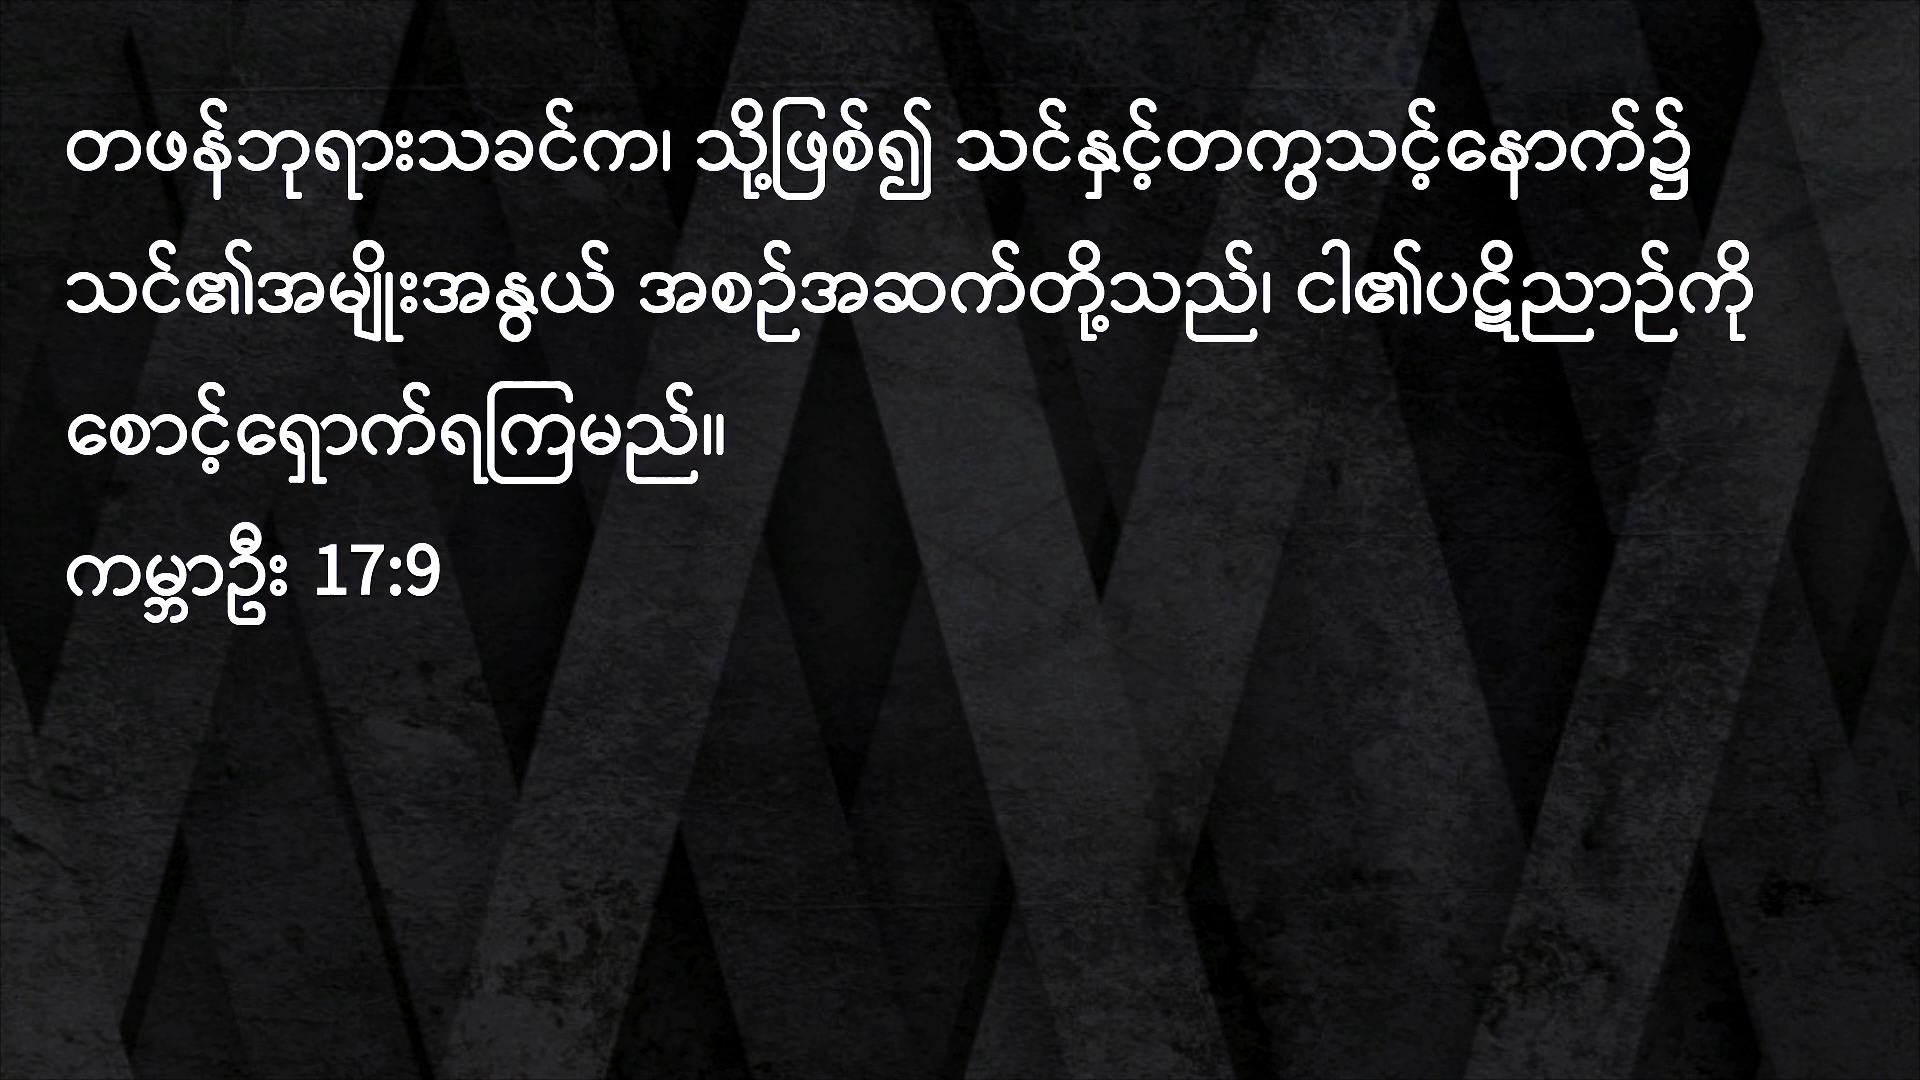 တဖန်ဘုရားသခင်က၊ သို့ဖြစ်၍ သင်နှင့်တကွသင့်နောက်၌
သင်၏အမျိုးအနွယ် အစဉ်အဆက်တို့သည်၊ ငါ၏ပဋိညာဉ်ကို
စောင့်ရှောက်ရကြမည်။
ကမ္ဘာဦး 17:9